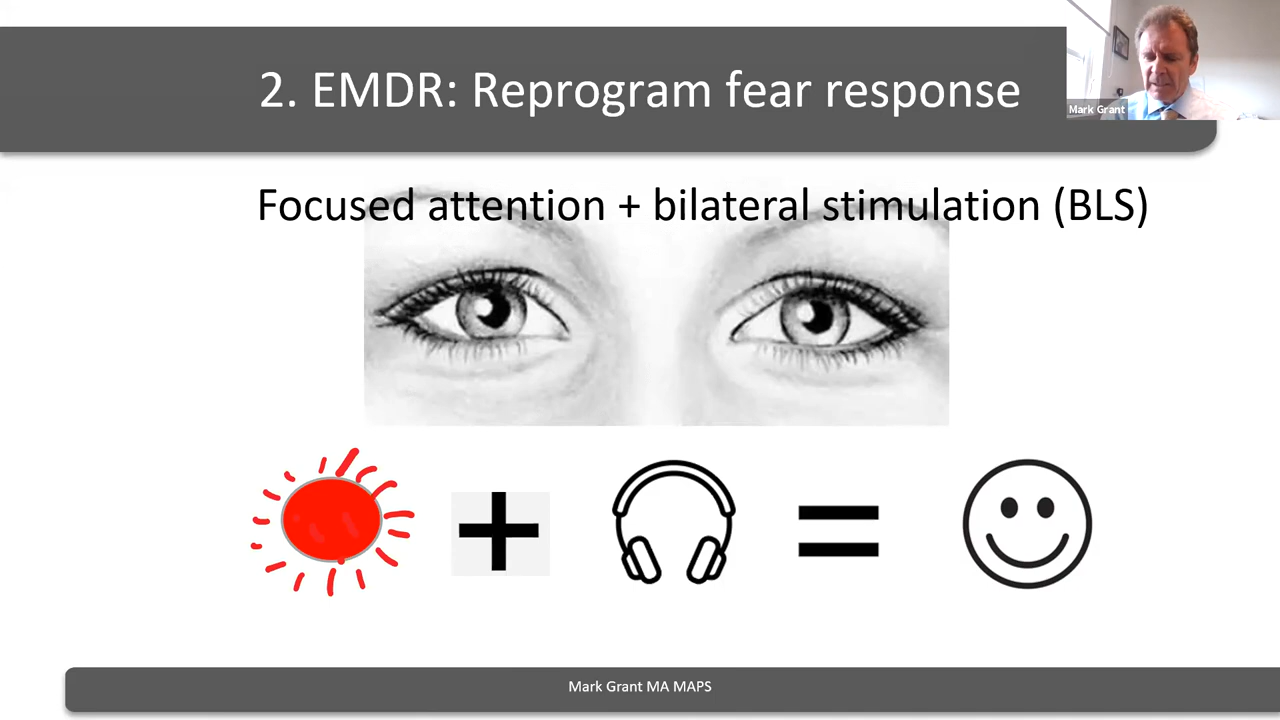 2. EMDR: Reprogram fear response
Mark Grant
Focused attention + bilateral stimulation (BLS)
Mark Grant MA MAPS